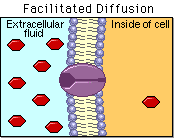 Facilitated Diffusion
Extracellular fluid
Inside of cell